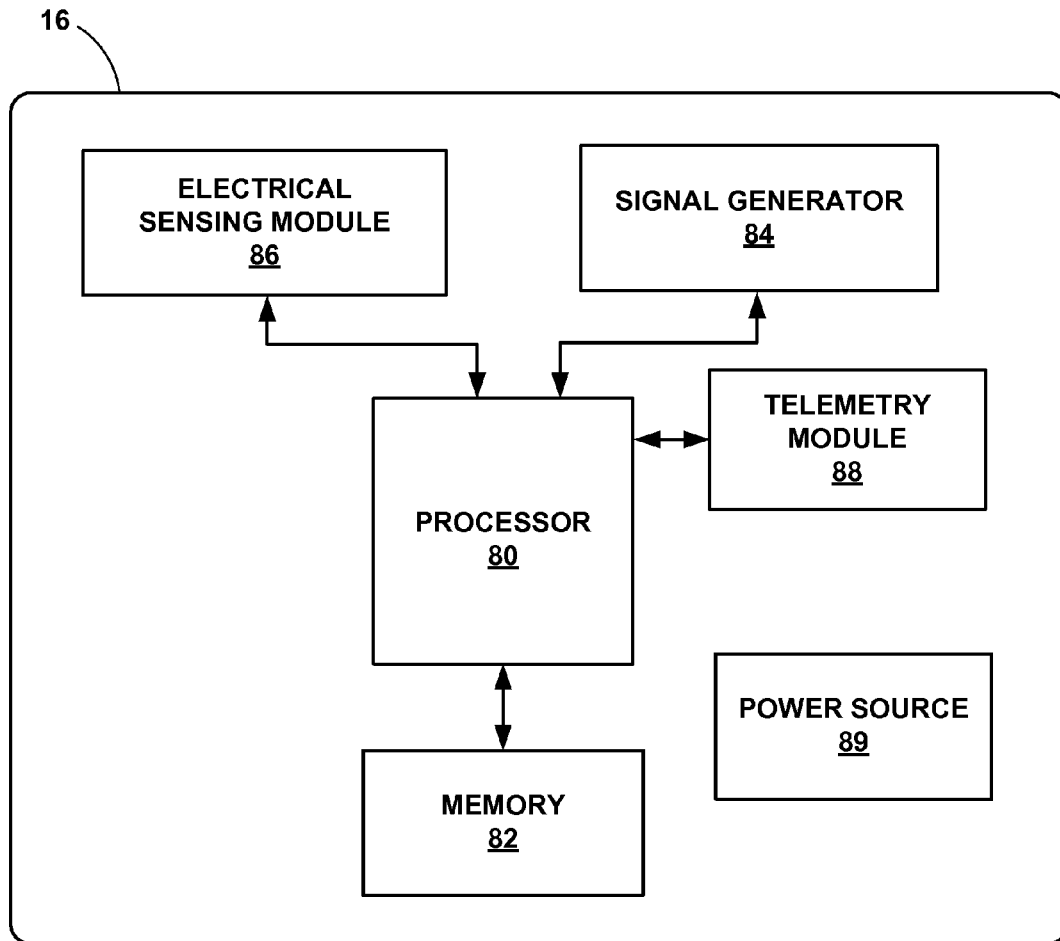 16
ELECTRICAL
SENSING MODULE
86
SIGNAL GENERATOR
84
TELEMETRY
MODULE
88
PROCESSOR
80
POWER SOURCE
89
MEMORY
82